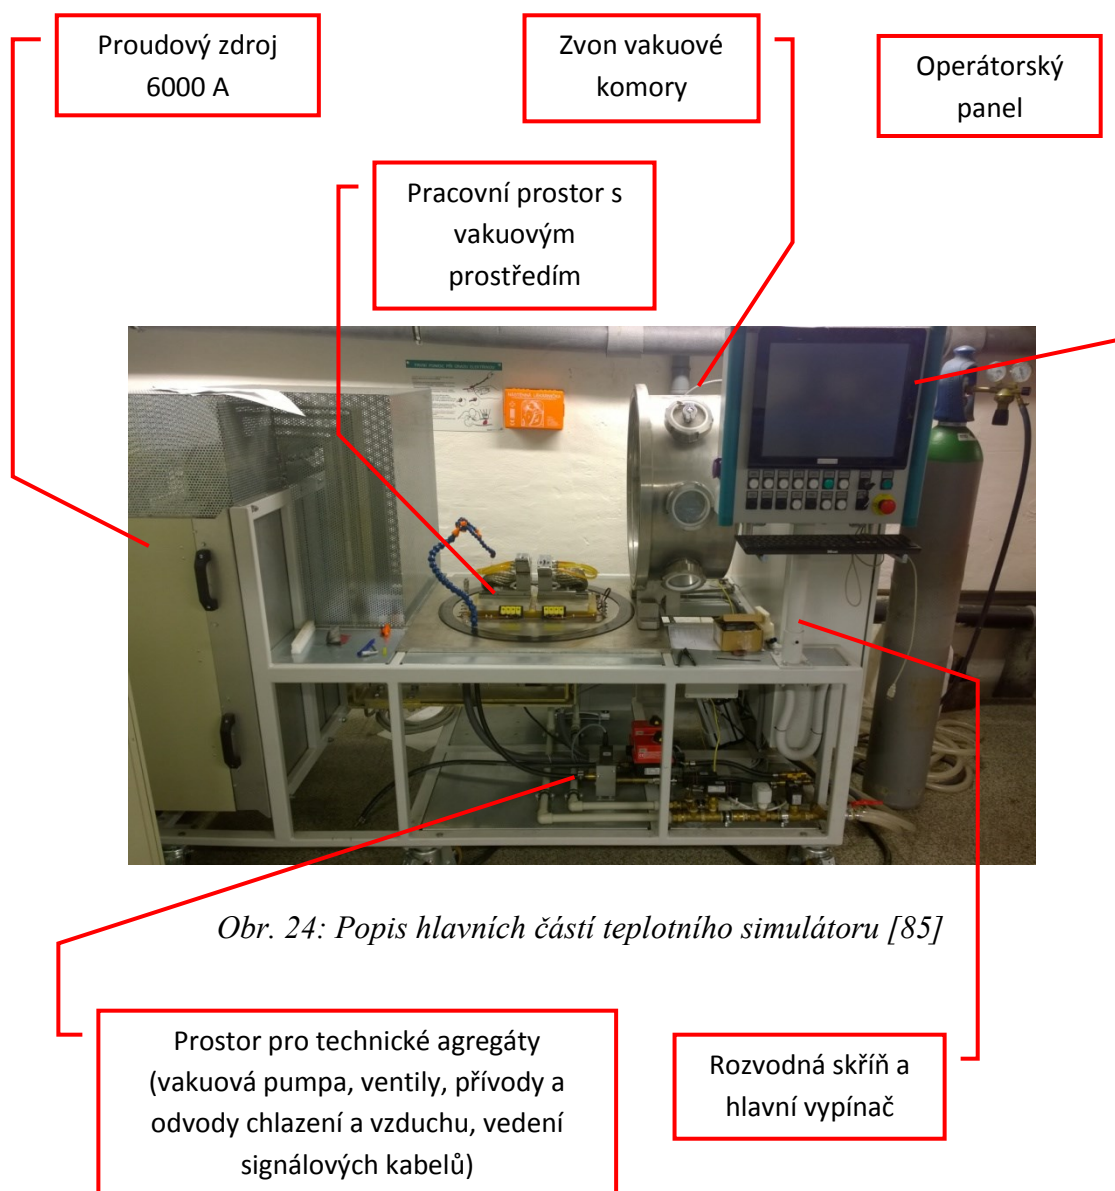 Proudový zdroj
6000 A
Zvon vakuové
komory
Operátorský
panel
Pracovní prostor s
vakuovým
prostředím
Obr. 24: Popis hlavních částí teplotního simulátoru [85]
Prostor pro technické agregáty
(vakuová pumpa, ventily, přívody a
odvody chlazení a vzduchu, vedení
signálových kabelů)
Rozvodná skříň a
hlavní vypínač